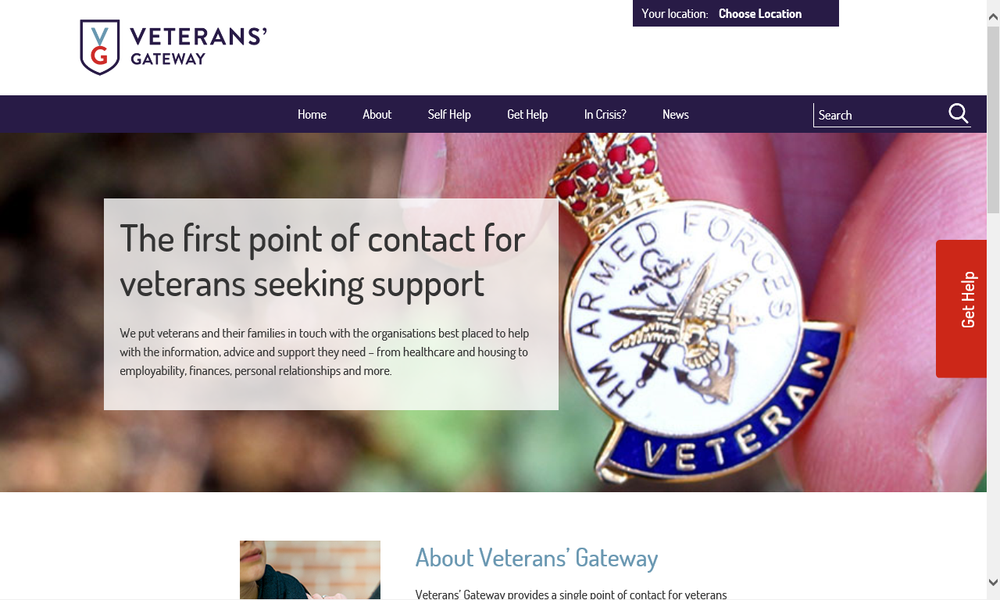 Your location: Choose Location
VG
VETERANS’
GATEWAY
Home About Self Help Get Help In Crisis? News
Search
The first point of contact for
veterans seeking support
We put veterans and their families in touch with the organisations best placed to help
with the information, advice and support they need – from healthcare and housing to
employability, finances, personal relationships and more.
HM ARMED FORCES
VETERAN
Get Help
About Veterans’ Gateway
Veterans’ Gateway provides a single point of contact for veterans